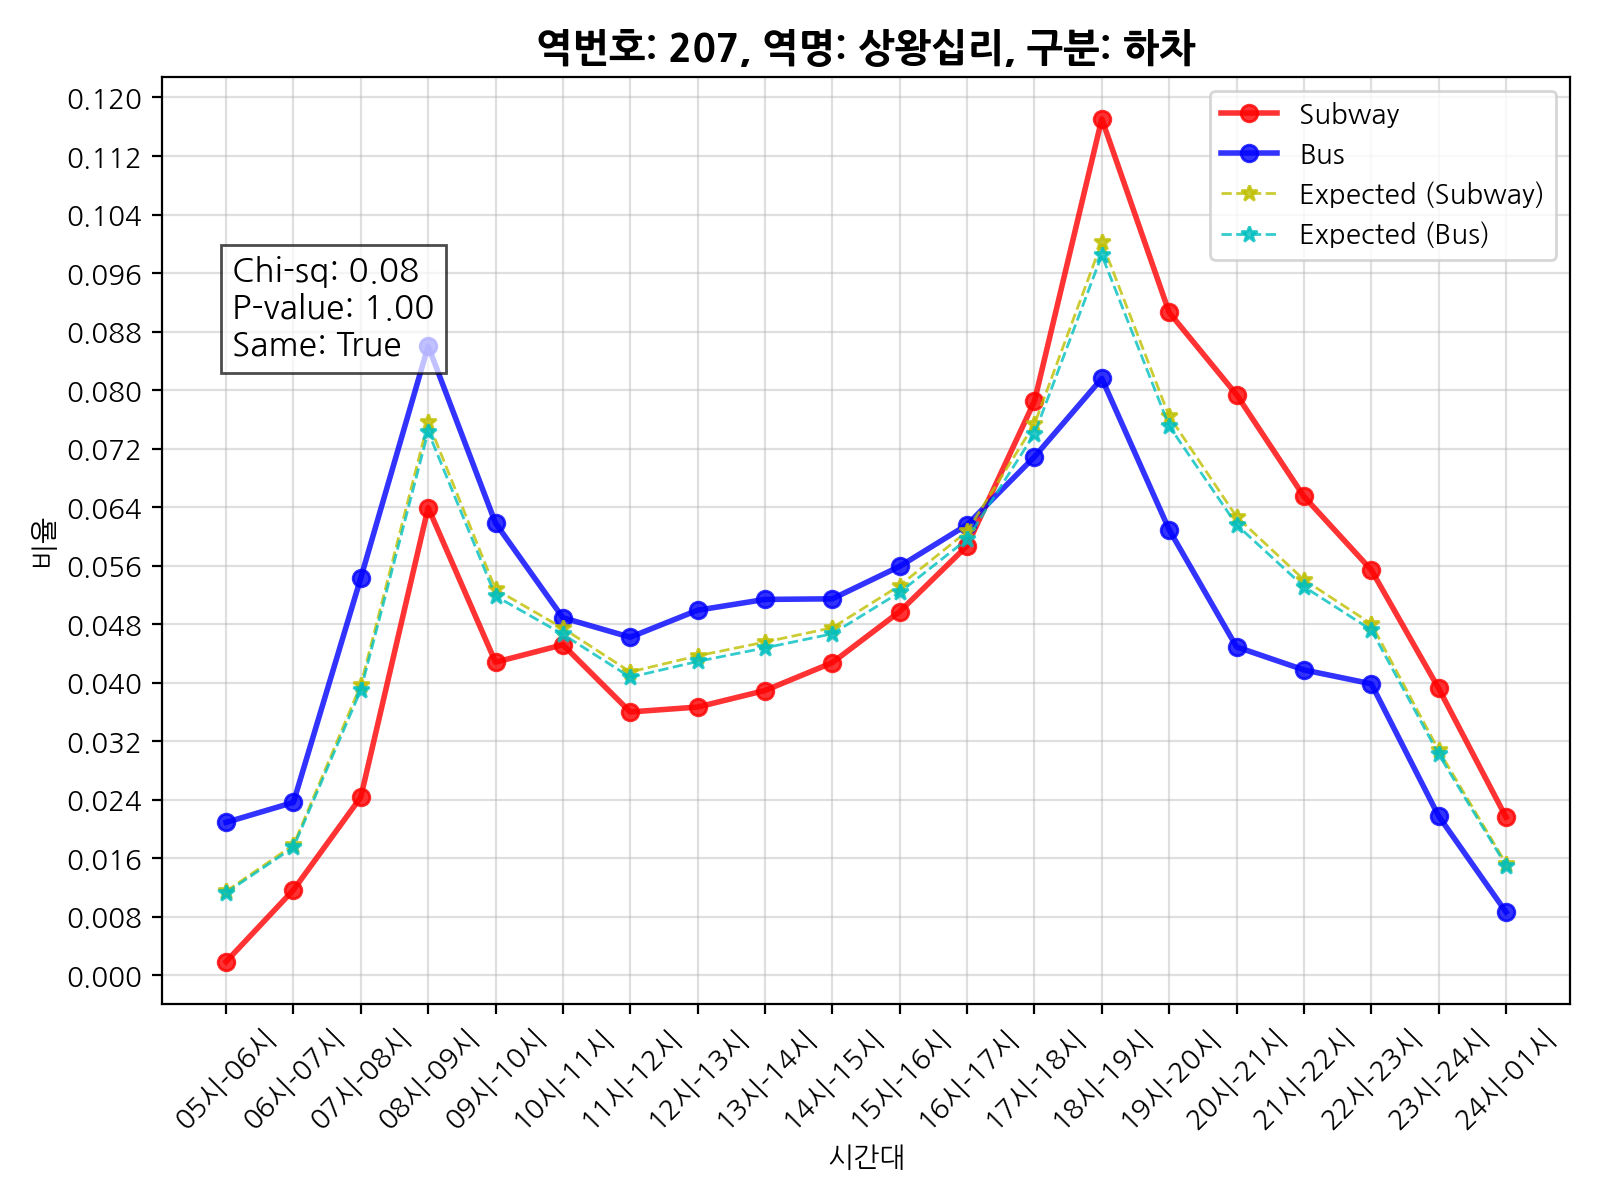 역번호: 207, 역명: 상왕십리, 구분: 하차
0.120
0.112
0.104
0.096
0.088
0.080
0.072
0.064
0.056
0.048
0.040
0.032
0.024
0.016
0.008
0.000
비율
Subway
Bus
Expected (Subway)
Expected (Bus)
Chi-sq: 0.08
P-value: 1.00
Same: True
05시-06시
06시-07시
07시-08시
08시-09시
09시-10시
10시-11시
11시-12시
12시-13시
13시-14시
14시-15시
15시-16시
16시-17시
17시-18시
18시-19시
19시-20시
20시-21시
21시-22시
22시-23시
23시-24시
24시-01시
시간대